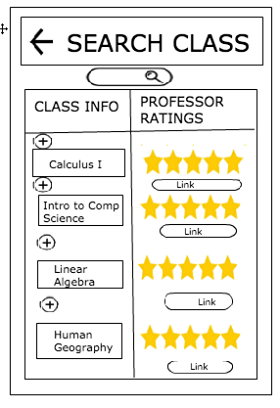 SEARCH CLASS
CLASS INFO
PROFESSOR
RATINGS
Calculus I
Link
Intro to Comp
Science
Link
Linear
Algebra
Link
Human
Geography
Link